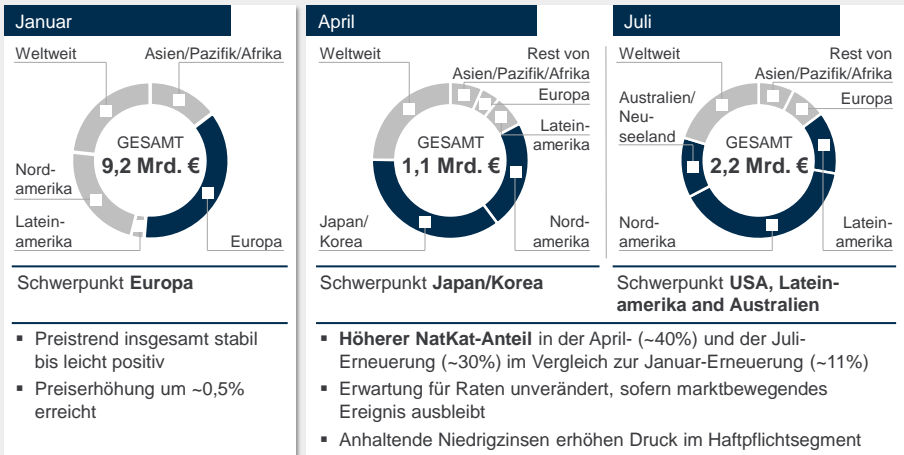 Januar
Weltweit
Asien/Pazifik/Afrika
GESAMT
9,2 Mrd. €
Nord-
amerika
Latein-
amerika
Europa
Schwerpunkt Europa
▪ Preistrend insgesamt stabil
bis leicht positiv
▪ Preiserhöhung um ~0,5%
erreicht
April
Weltweit
Rest von
Asien/Pazifik/Afrika
Europa
Latein-
amerika
GESAMT
1,1 Mrd. €
Japan/
Korea
Nord-
amerika
Schwerpunkt Japan/Korea
Juli
Weltweit
Rest von
Asien/Pazifik/Afrika
Europa
Australien/
Neu-
seeland
GESAMT
2,2 Mrd. €
Nord-
amerika
Latein-
amerika
Schwerpunkt USA, Latein-
amerika and Australien
▪ Höherer NatKat-Anteil in der April- (~40%) und der Juli-
Erneuerung (~30%) im Vergleich zur Januar-Erneuerung (~11%)
▪ Erwartung für Raten unverändert, sofern marktbewegendes
Ereignis ausbleibt
▪ Anhaltende Niedrigzinsen erhöhen Druck im Haftpflichtsegment